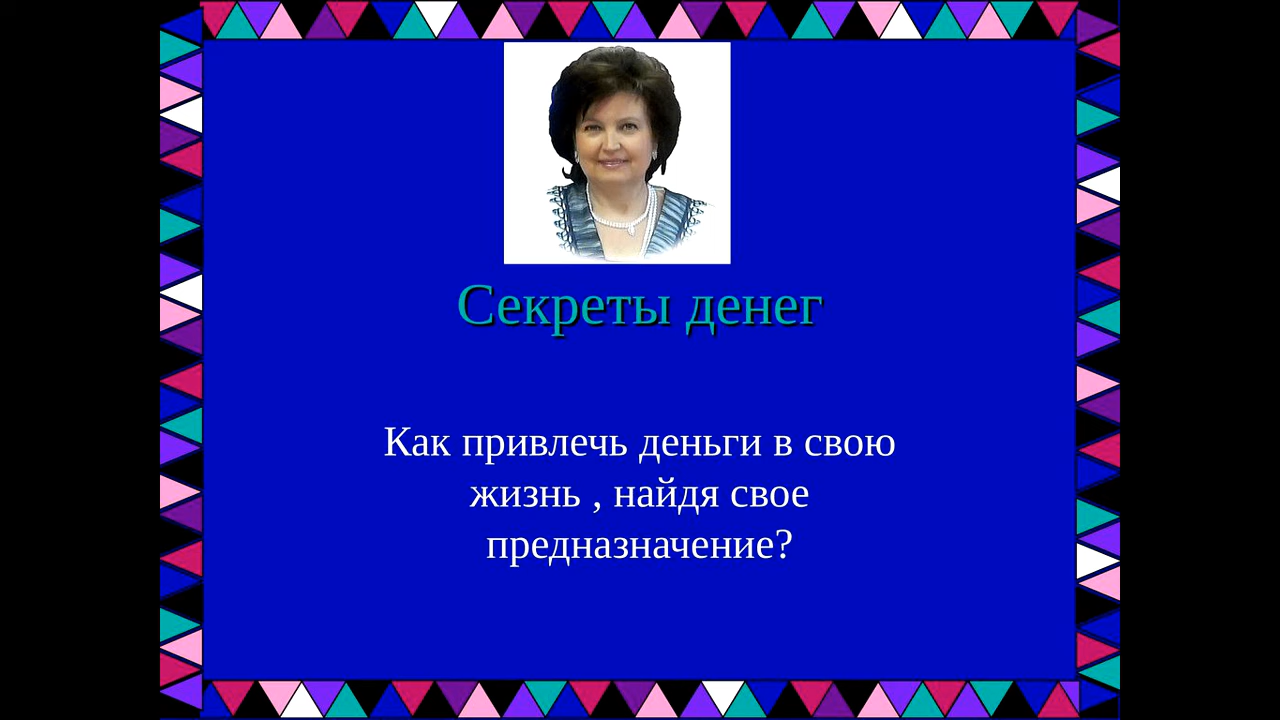 Секреты денег
Как привлечь деньги в свою
жизнь , найдя свое
предназначение?